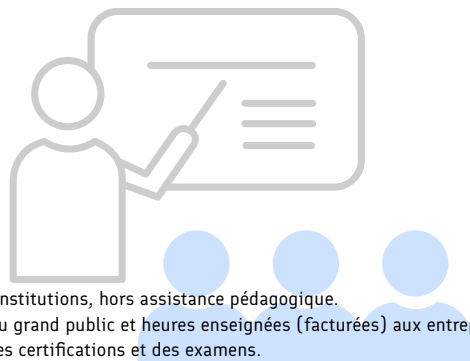 nstitutions, hors assistance pédagogique.
u grand public et heures enseignées (facturées) aux entrep
es certifications et des examens.